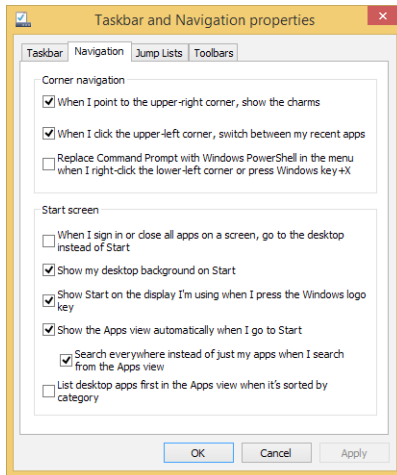 Taskbar and Navigation properties
Taskbar Navigation Jump Lists Toolbars
Corner navigation
When I point to the upper-right corner, show the charms
When I click the upper-left corner, switch between my recent apps
Replace Command Prompt with Windows PowerShell in the menu
when I right-click the lower-left corner or press Windows key+X
Start screen
When I sign in or close all apps on a screen, go to the desktop
instead of Start
Show my desktop background on Start
Show Start on the display I'm using when I press the Windows logo
key
Show the Apps view automatically when I go to Start
Search everywhere instead of just my apps when I search
from the Apps view
List desktop apps first in the Apps view when it's sorted by
category
OK Cancel Apply